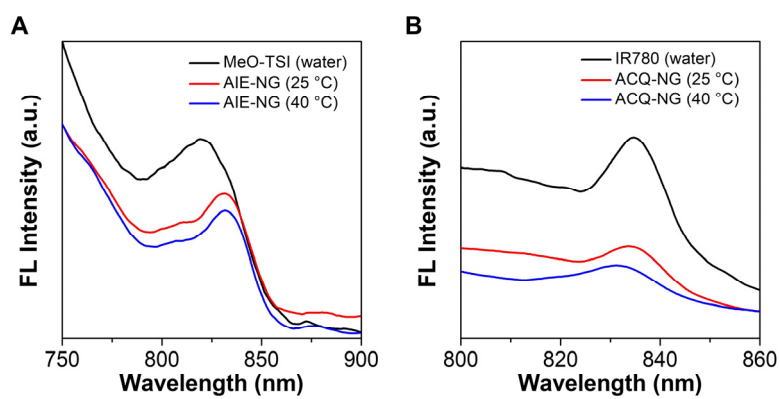 A
FL Intensity (a.u.)
MeO-TSI (water)
AIE-NG (25 °C)
AIE-NG (40 °C)
750 800 850 900
Wavelength (nm)
B
FL Intensity (a.u.)
IR780 (water)
ACQ-NG (25 °C)
ACQ-NG (40 °C)
800 820 840 860
Wavelength (nm)